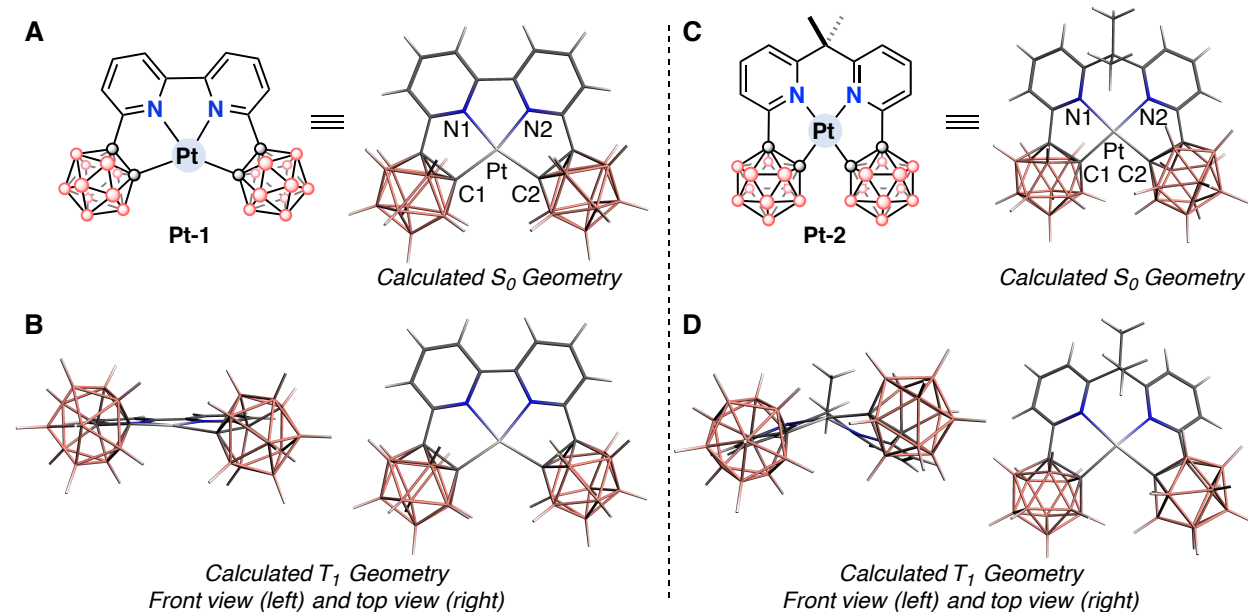 A
N
N
Pt
Pt-1
N1
N2
Pt
C1
C2
Calculated S0 Geometry
B
Calculated T1 Geometry
Front view (left) and top view (right)
C
N
N
Pt
Pt-2
N1
N2
Pt
C1
C2
Calculated S0 Geometry
D
Calculated T1 Geometry
Front view (left) and top view (right)